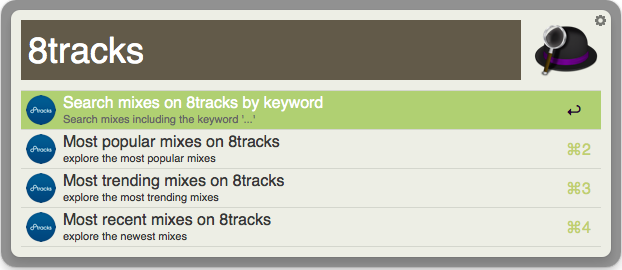 8tracks
Search mixes on 8tracks by keyword
Search mixes including the keyword '...'
Most popular mixes on 8tracks
explore the most popular mixes
⌘2
Most trending mixes on 8tracks
explore the most trending mixes
⌘3
Most recent mixes on 8tracks
explore the newest mixes
⌘4
8tracks
8tracks
8tracks
8tracks